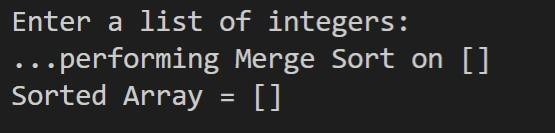 Enter a list of integers:
...performing Merge Sort on []
Sorted Array = []